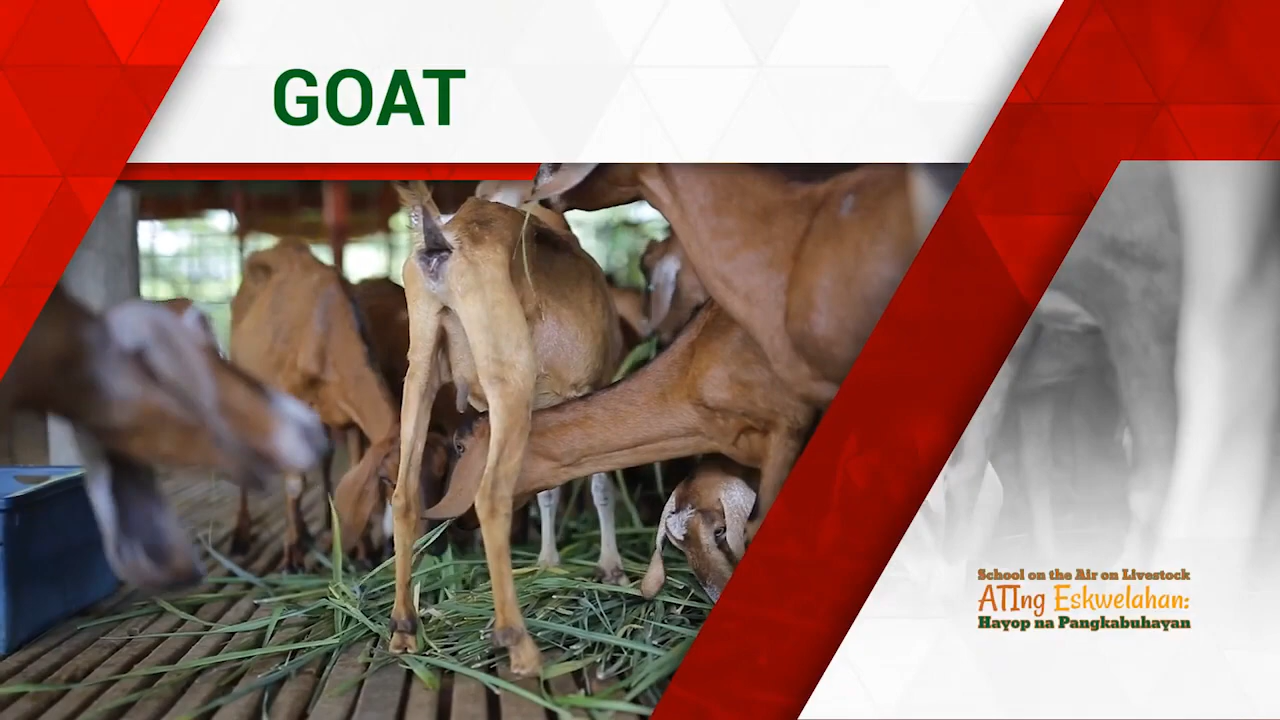 GOAT
School on the Air on Livestock
ATIng Eskwelahan:
Hayop na Pangkabuhayan